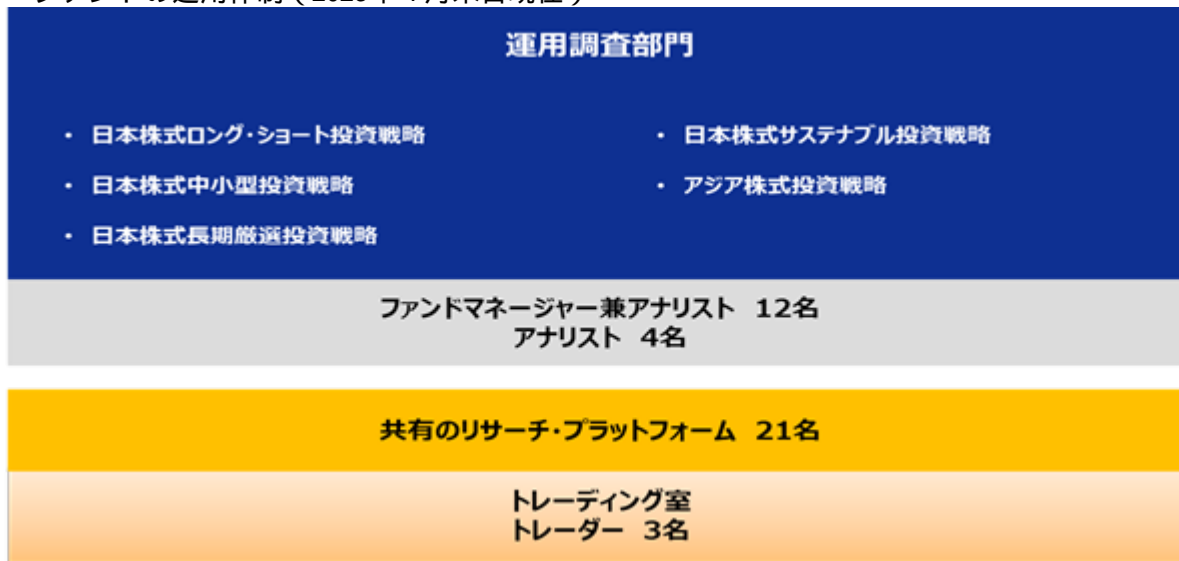 運用調査部門
・ 日本株式ロング・ショート投資戦略
・ 日本株式サステナブル投資戦略
・ 日本株式中小型投資戦略
・ アジア株式投資戦略
・ 日本株式長期厳選投資戦略
ファンドマネージャー兼アナリスト 12名
アナリスト 4名
共有のリサーチ・プラットフォーム 21名
トレーディング室
トレーダー 3名